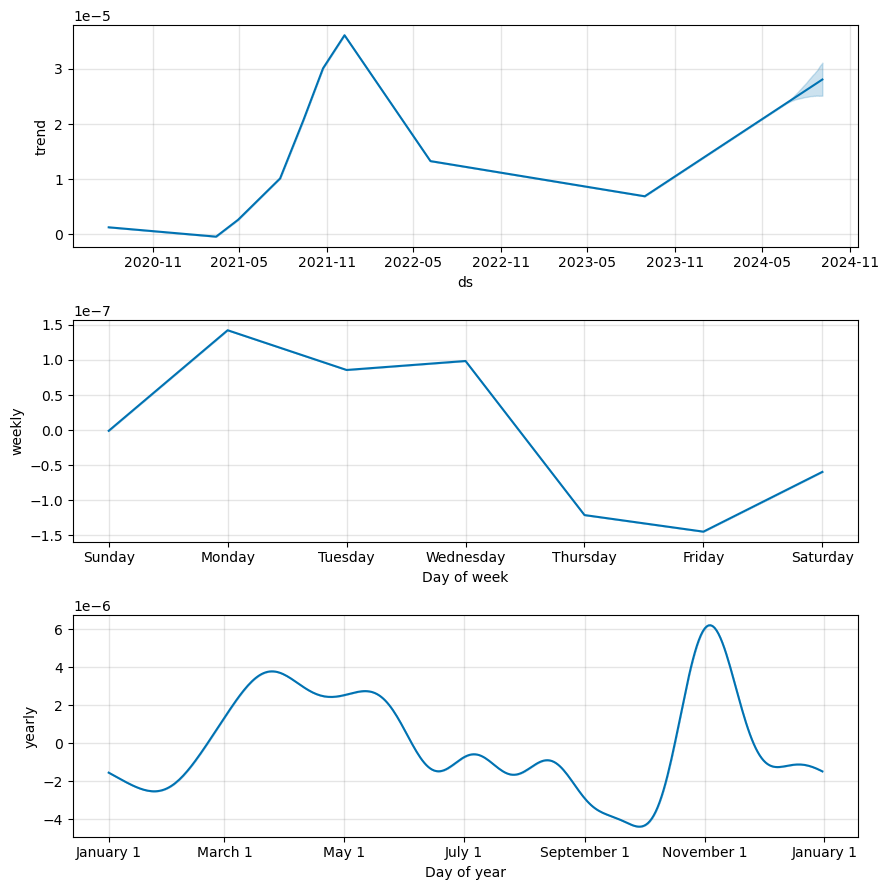 1e−5
3
2
1
0
trend
2020-11 2021-05 2021-11 2022-05 2022-11 2023-05 2023-11 2024-05 2024-11
ds
1e−7
1.5
1.0
0.5
0.0
−0.5
−1.0
−1.5
weekly
Sunday Monday Tuesday Wednesday Thursday Friday Saturday
Day of week
1e−6
6
4
2
0
−2
−4
yearly
January 1 March 1 May 1 July 1 September 1 November 1 January 1
Day of year